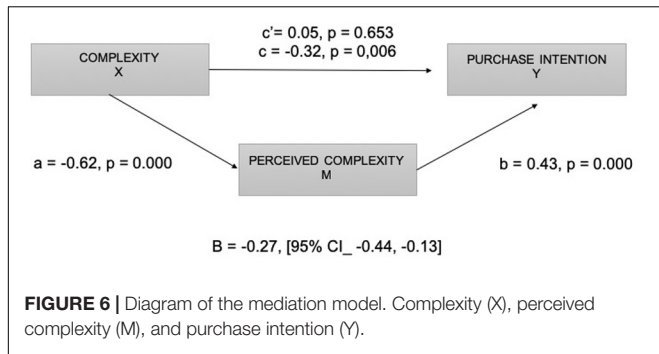 c'= 0.05, p = 0.653
c = -0.32, p = 0,006
COMPLEXITY
X
PURCHASE INTENTION
Y
a = -0.62, p = 0.000
PERCEIVED COMPLEXITY
M
b = 0.43, p = 0.000
B = -0.27, [95% CI_ -0.44, -0.13]
FIGURE 6 | Diagram of the mediation model. Complexity (X), perceived
complexity (M), and purchase intention (Y).